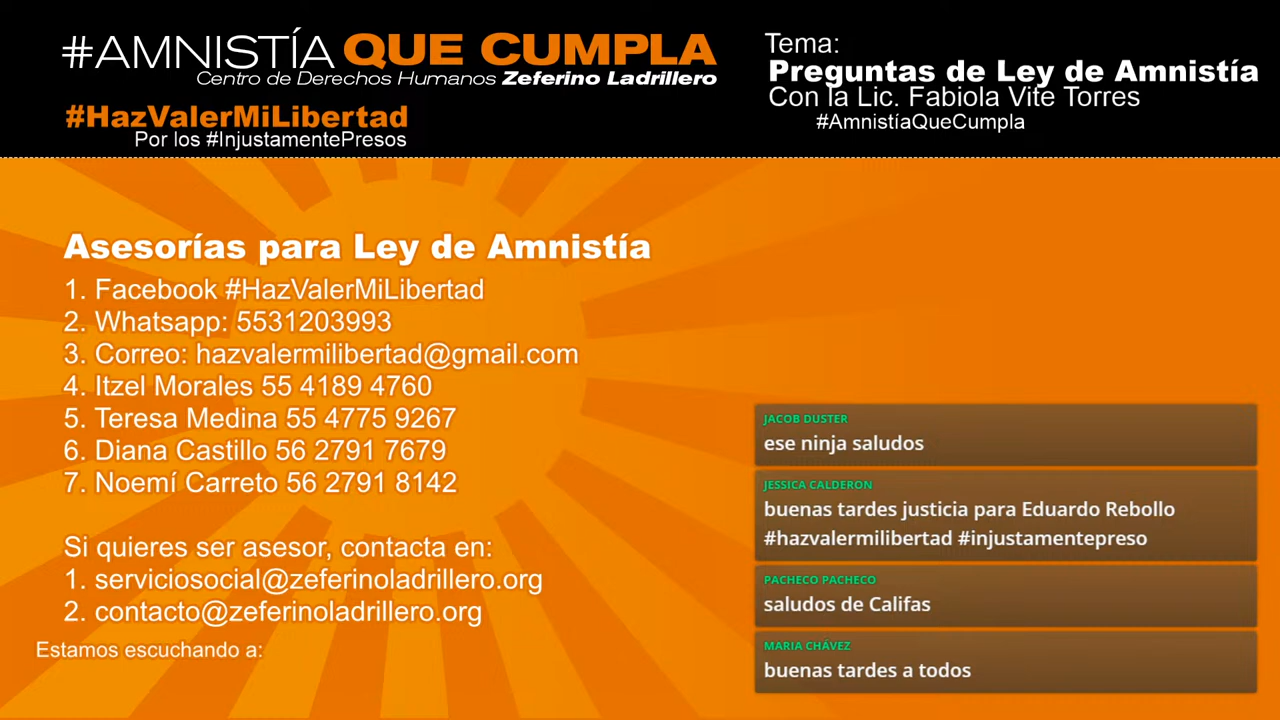 #AMNISTÍA QUE CUMPLA
Centro de Derechos Humanos Zeferino Ladrillero
#HazValerMiLibertad
Por los #InjustamentePresos
Tema:
Preguntas de Ley de Amnistía
Con la Lic. Fabiola Vite Torres
#AmnistíaQueCumpla
Asesorías para Ley de Amnistía
1. Facebook #HazValerMiLibertad
2. Whatsapp: 5531203993
3. Correo: hazvalermilibertad@gmail.com
4. Itzel Morales 55 4189 4760
5. Teresa Medina 55 4775 9267
6. Diana Castillo 56 2791 7679
7. Noemí Carreto 56 2791 8142
Si quieres ser asesor, contacta en:
1. serviciosocial@zeferinoladrillero.org
2. contacto@zeferinoladrillero.org
Estamos escuchando a:
JACOB DUSTER
ese ninja saludos
JESSICA CALDERON
buenas tardes justicia para Eduardo Rebollo
#hazvalermilibertad #injustamentepreso
PACHECO PACHECO
saludos de Califas
MARIA CHÁVEZ
buenas tardes a todos